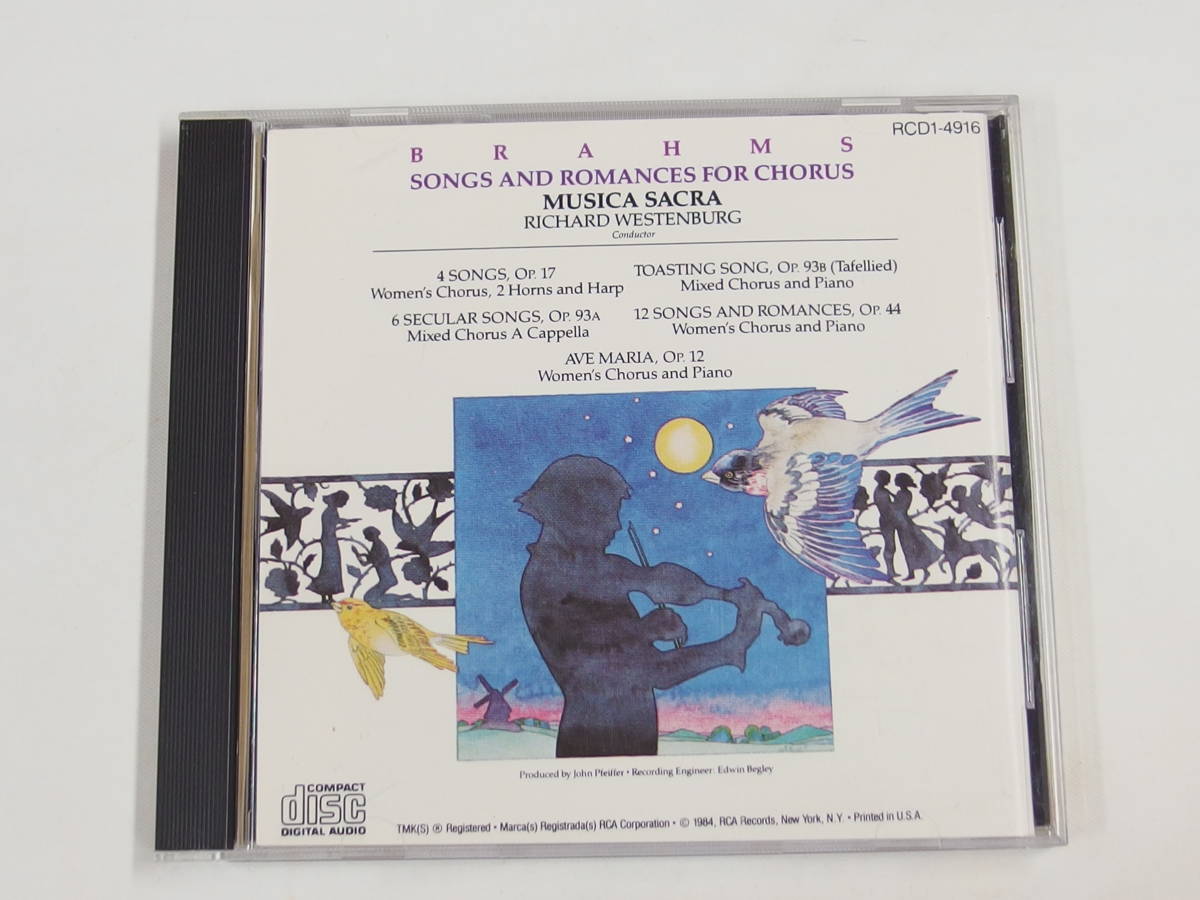 RCD1-4916
BRAHMS
SONGS AND ROMANCES FOR CHORUS
MUSICA SACRA
RICHARD WESTENBURG
Conductor
4 SONGS, OP. 17
Women's Chorus, 2 Horns and Harp
6 SECULAR SONGS, OP. 93A
Mixed Chorus A Cappella
TOASTING SONG, OP. 93B (Tafellied)
Mixed Chorus and Piano
12 SONGS AND ROMANCES, OP. 44
Women's Chorus and Piano
AVE MARIA, OP. 12
Women's Chorus and Piano
Produced by John Pfeiffer • Recording Engineer: Edwin Begley
COMPACT
disc
DIGITAL AUDIO
TMK(S) ® Registered • Marca(s) Registrada(s) RCA Corporation • © 1984, RCA Records, New York, N.Y. • Printed in U.S.A.